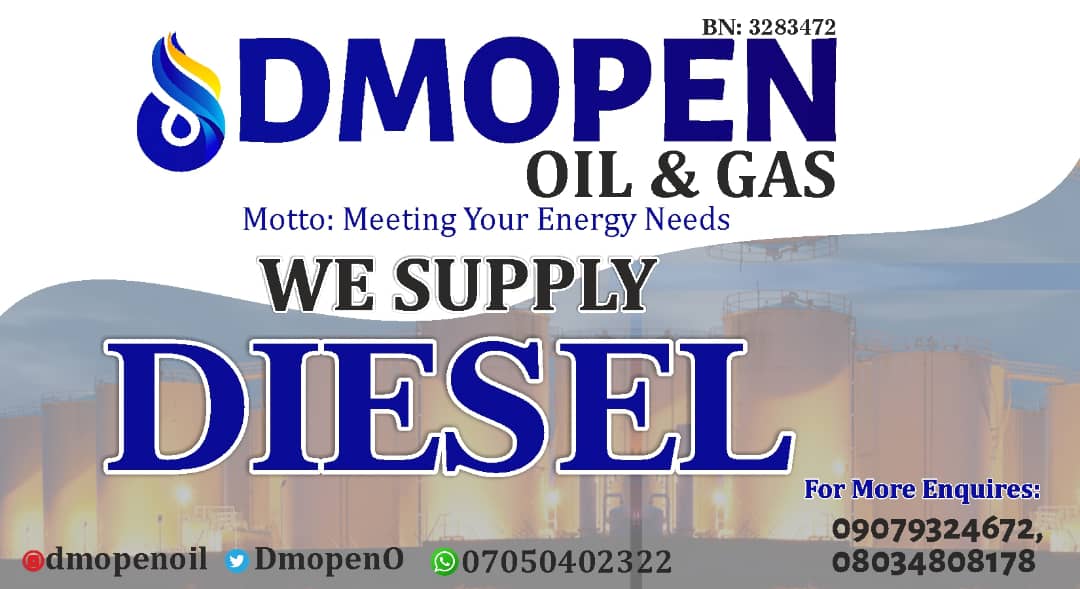 BN: 3283472
DMOPEN
OIL & GAS
Motto: Meeting Your Energy Needs
WE SUPPLY
DIESEL
For More Enquires:
09079324672,
08034808178
dmopenoil DmopenO 07050402322